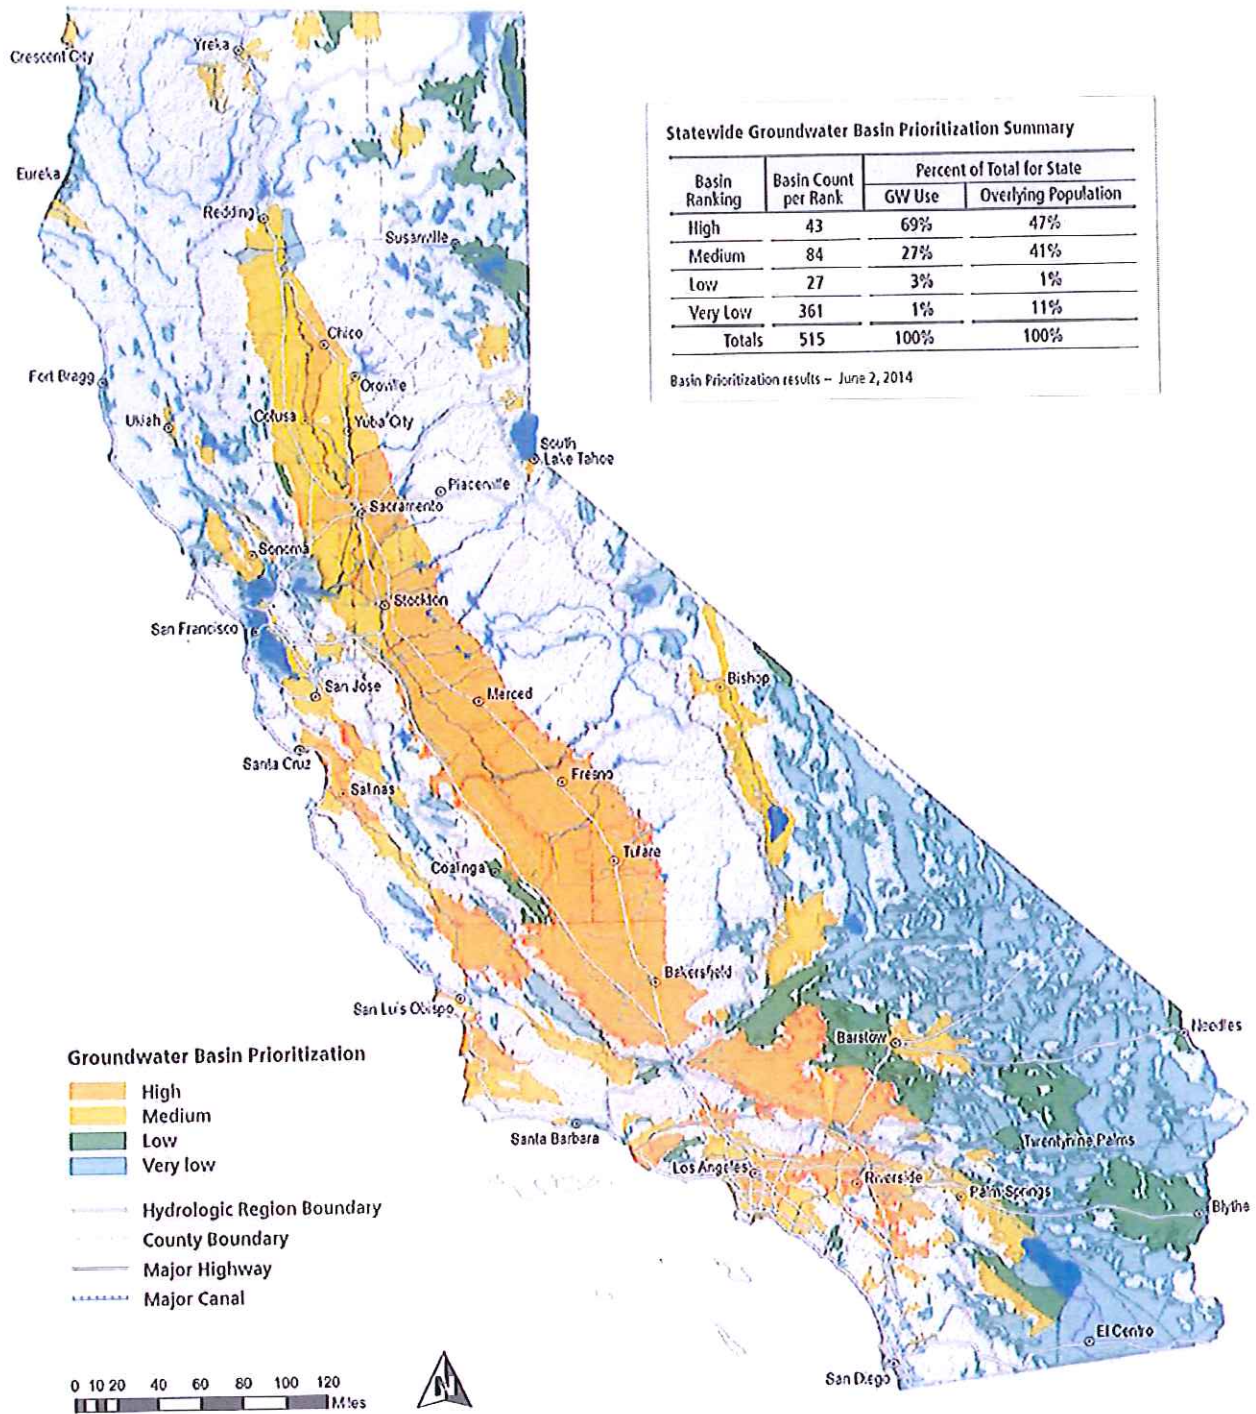 Crescent City
Yreka
Eureka
Redding
Susanville
Chico
Oroville
Fort Bragg
Ukiah
Colusa
Yuba City
South
Lake Tahoe
Placerville
Sacramento
Sonoma
Stockton
San Francisco
San Jose
Merced
Bishop
Santa Cruz
Salinas
Fresno
Tulare
Coalinga
Bakersfield
San Luis Obispo
Barstow
Needles
Santa Barbara
Twentynine Palms
Los Angeles
Riverside
Palm Springs
Blythe
El Centro
San Diego
Statewide Groundwater Basin Prioritization Summary
Basin Ranking Basin Count per Rank Percent of Total for State
GW Use Overlying Population
High 43 69% 47%
Medium 84 27% 41%
Low 27 3% 1%
Very Low 361 1% 11%
Totals 515 100% 100%
Basin Prioritization results – June 2, 2014
Groundwater Basin Prioritization
High
Medium
Low
Very low
Hydrologic Region Boundary
County Boundary
Major Highway
Major Canal
0 10 20 40 60 80 100 120
Miles
N